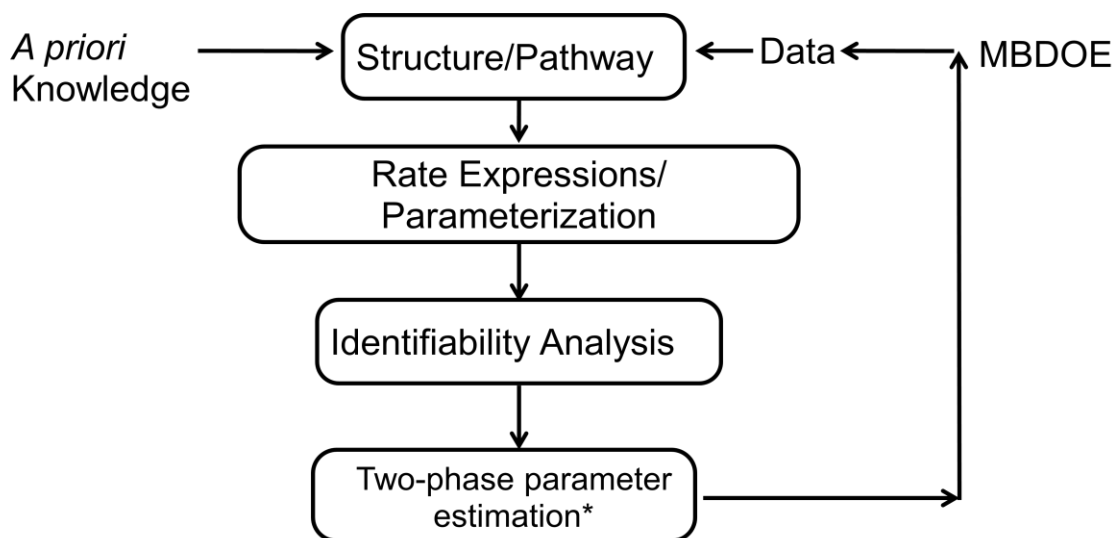 A priori
Knowledge
Structure/Pathway
Data
MBDOE
Rate Expressions/
Parameterization
Identifiability Analysis
Two-phase parameter
estimation*